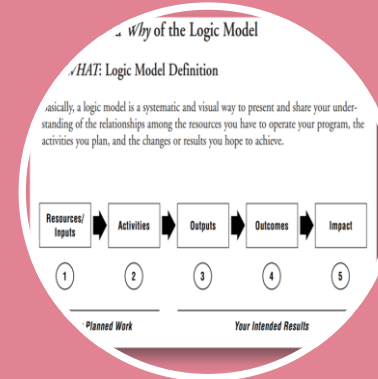 Why of the Logic Model
WHAT: Logic Model Definition
Basically, a logic model is a systematic and visual way to present and share your under-
standing of the relationships among the resources you have to operate your program, the
activities you plan, and the changes or results you hope to achieve.
Resources/
Inputs
Activities
Outputs
Outcomes
Impact
1
2
3
4
5
Planned Work
Your Intended Results